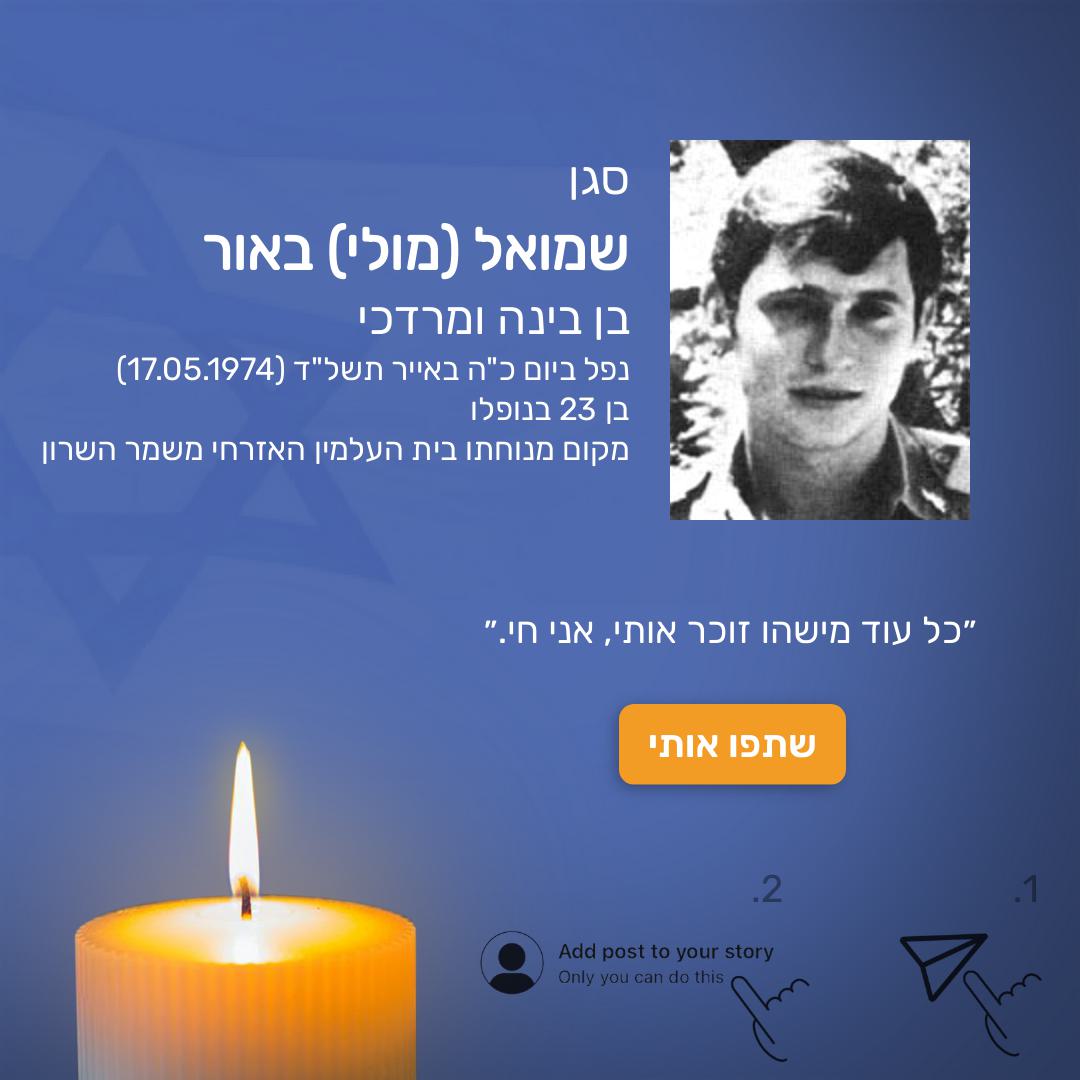 סגן
שמואל (מולי) באור
בן בינה ומרדכי
נפל ביום כ"ה באייר תשל"ד (17.05.1974)
בן 23 בנופלו
מקום מנוחתו בית העלמין האזרחי משמר השרון
״כל עוד מישהו זוכר אותי, אני חי.״
שתפו אותי
1.
2.
Add post to your story
Only you can do this